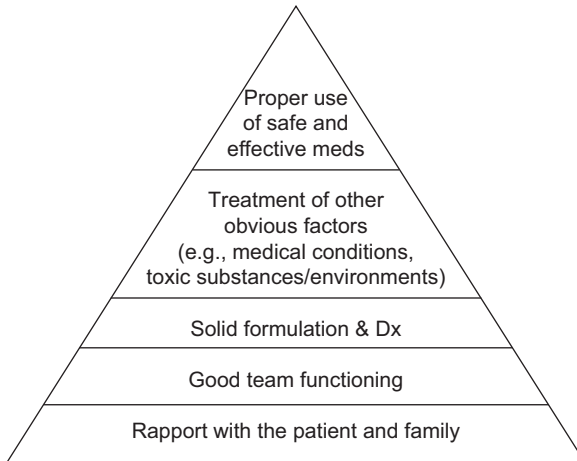 Proper use
of safe and
effective meds
Treatment of other
obvious factors
(e.g., medical conditions,
toxic substances/environments)
Solid formulation & Dx
Good team functioning
Rapport with the patient and family